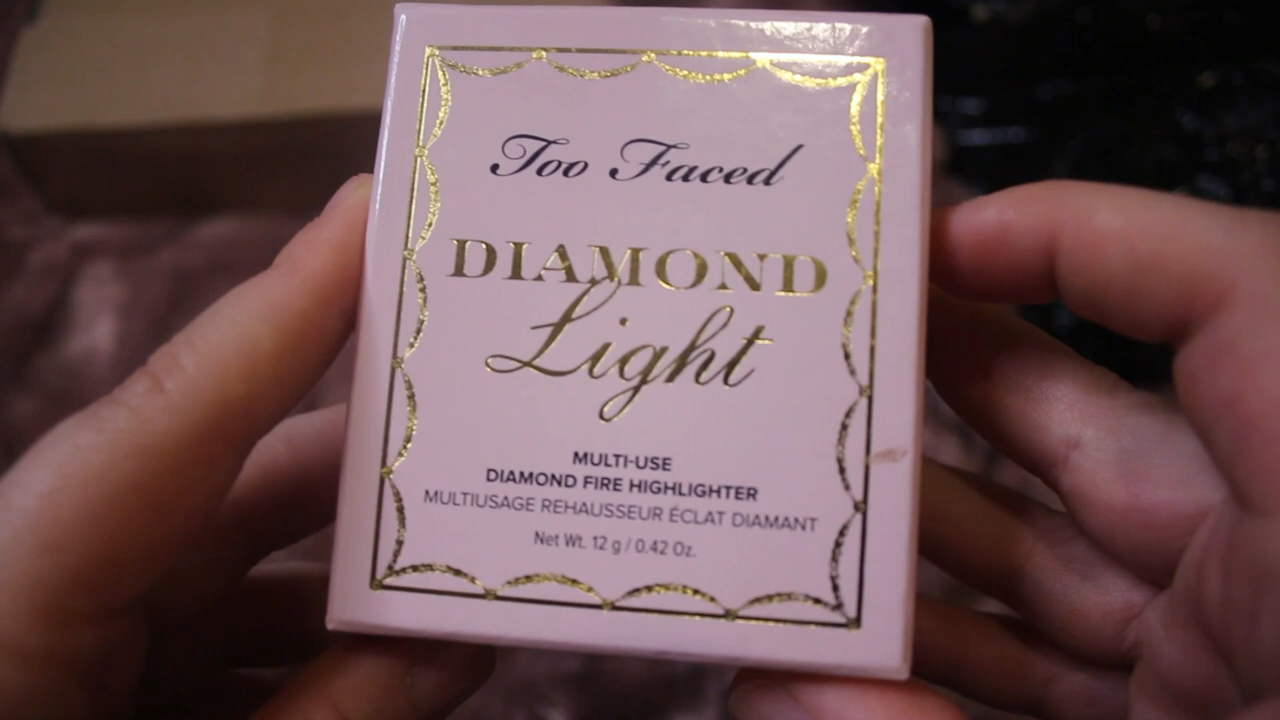 Too Faced
DIAMOND
Light
MULTI-USE
DIAMOND FIRE HIGHLIGHTER
MULTIUSAGE REHAUSSEUR ÉCLAT DIAMANT
Net Wt. 12 g / 0.42 Oz.